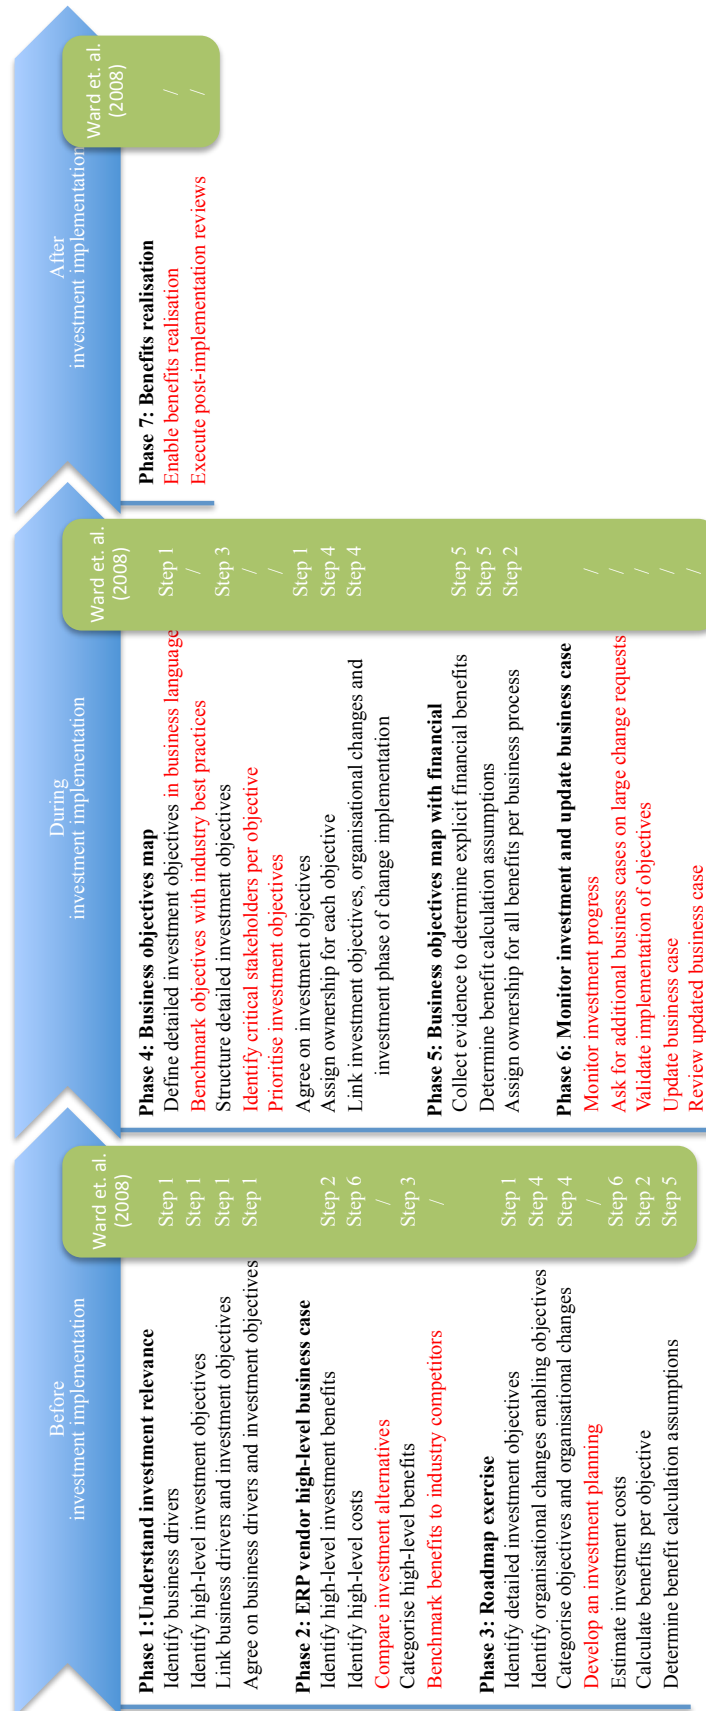 Before
investment implementation
Ward et. al.
(2008)
Phase 1:Understand investment relevance
Identify business drivers
Step 1
Identify high-level investment objectives
Step 1
Link business drivers and investment objectives
Step 1
Agree on business drivers and investment objectives
Step 1
Phase 2: ERP vendor high-level business case
Identify high-level investment benefits
Step 2
Identify high-level costs
Step 6
Compare investment alternatives
/
Categorise high-level benefits
Step 3
Benchmark benefits to industry competitors
/
Phase 3: Roadmap exercise
Identify detailed investment objectives
Step 1
Identify organisational changes enabling objectives
Step 4
Categorise objectives and organisational changes
Step 4
Develop an investment planning
/
Estimate investment costs
Step 6
Calculate benefits per objective
Step 2
Determine benefit calculation assumptions
Step 5
During
investment implementation
Ward et. al.
(2008)
Phase 4: Business objectives map
Define detailed investment objectives in business language
Step 1
Benchmark objectives with industry best practices
/
Structure detailed investment objectives
Step 3
Identify critical stakeholders per objective
/
Prioritise investment objectives
/
Agree on investment objectives
Step 1
Assign ownership for each objective
Step 4
Link investment objectives, organisational changes and
Step 4
investment phase of change implementation
Phase 5: Business objectives map with financial
Collect evidence to determine explicit financial benefits
Step 5
Determine benefit calculation assumptions
Step 5
Assign ownership for all benefits per business process
Step 2
Phase 6: Monitor investment and update business case
Monitor investment progress
/
Ask for additional business cases on large change requests
/
Validate implementation of objectives
/
Update business case
/
Review updated business case
/
After
investment implementation
Ward et. al.
(2008)
Phase 7: Benefits realisation
Enable benefits realisation
/
Execute post-implementation reviews
/